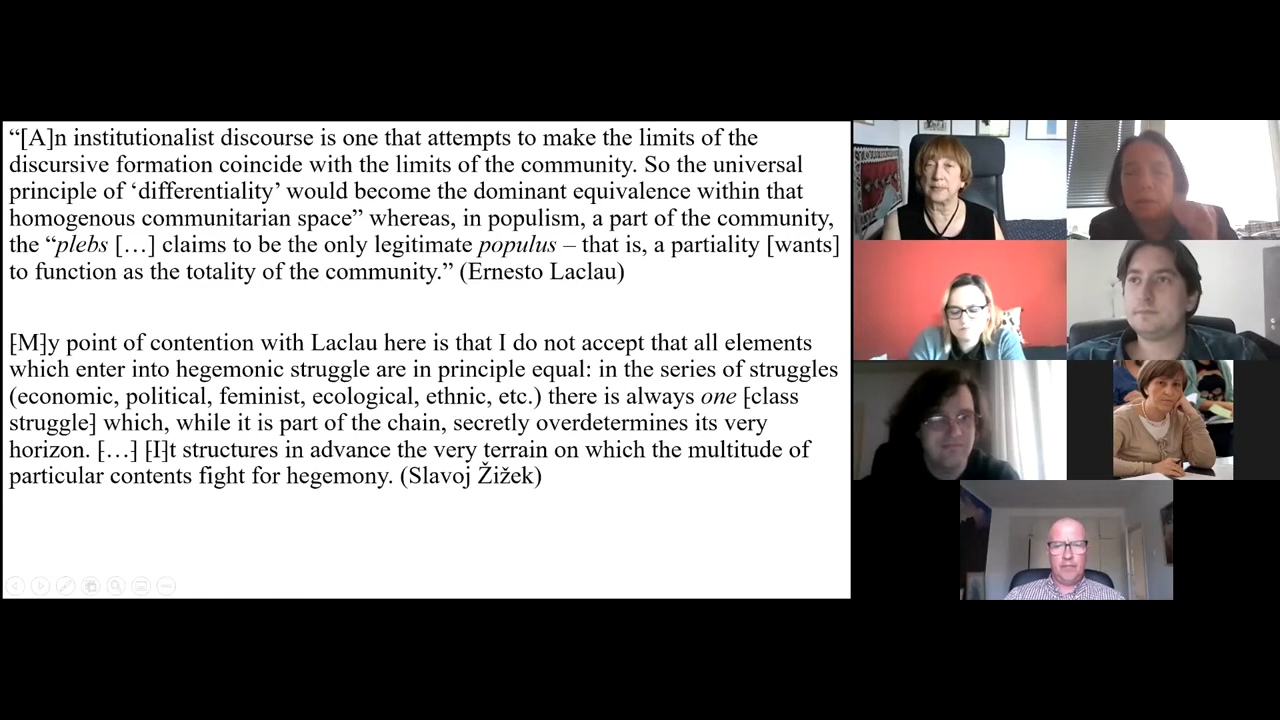 “[A]n institutionalist discourse is one that attempts to make the limits of the
discursive formation coincide with the limits of the community. So the universal
principle of ‘differentiality’ would become the dominant equivalence within that
homogenous communitarian space” whereas, in populism, a part of the community,
the “plebs […] claims to be the only legitimate populus – that is, a partiality [wants]
to function as the totality of the community.” (Ernesto Laclau)
[M]y point of contention with Laclau here is that I do not accept that all elements
which enter into hegemonic struggle are in principle equal: in the series of struggles
(economic, political, feminist, ecological, ethnic, etc.) there is always one [class
struggle] which, while it is part of the chain, secretly overdetermines its very
horizon. […] [I]t structures in advance the very terrain on which the multitude of
particular contents fight for hegemony. (Slavoj Žižek)